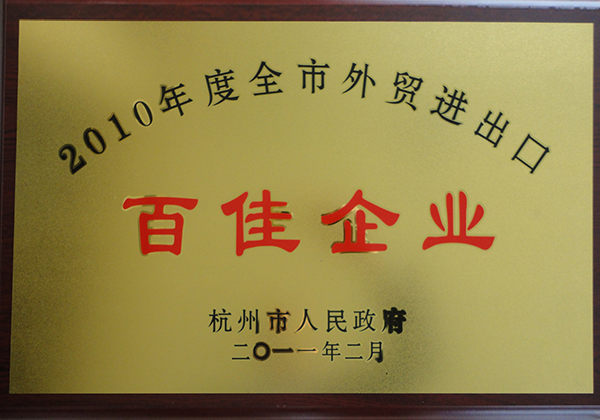 2010年度全市外贸进出口
百佳企业
杭州市人民政府
二〇一一年二月